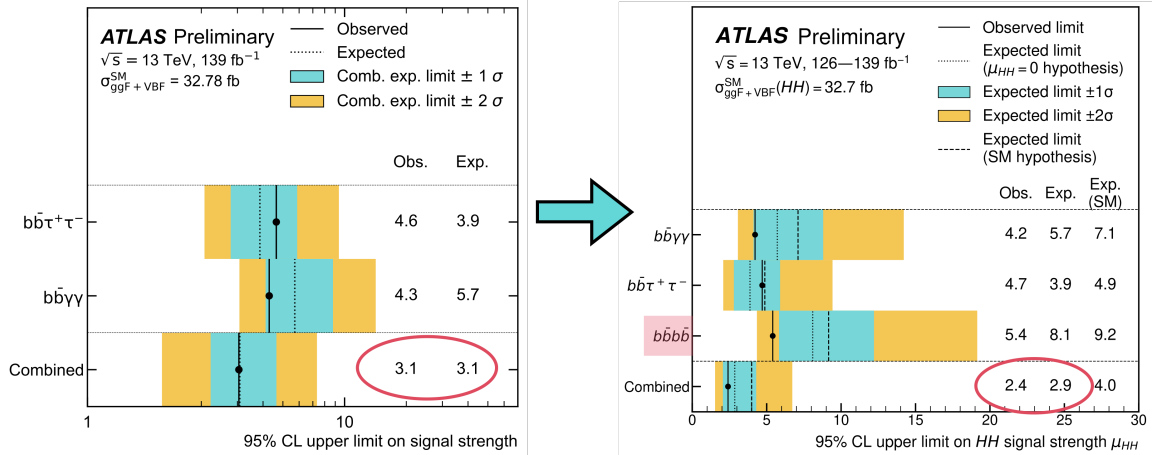 ATLAS Preliminary
√s = 13 TeV, 139 fb⁻¹
σ^SM_ggF+VBF = 32.78 fb
Observed
Expected
Comb. exp. limit ± 1 σ
Comb. exp. limit ± 2 σ
Obs. Exp.
bb̄τ⁺τ⁻ 4.6 3.9
bb̄γγ 4.3 5.7
Combined 3.1 3.1
1 10
95% CL upper limit on signal strength
ATLAS Preliminary
√s = 13 TeV, 126—139 fb⁻¹
σ^SM_ggF+VBF(HH) = 32.7 fb
Observed limit
Expected limit
(μHH = 0 hypothesis)
Expected limit ±1σ
Expected limit ±2σ
Expected limit
(SM hypothesis)
Obs. Exp. Exp.
(SM)
bb̄γγ 4.2 5.7 7.1
bb̄τ⁺τ⁻ 4.7 3.9 4.9
bb̄bb̄ 5.4 8.1 9.2
Combined 2.4 2.9 4.0
0 5 10 15 20 25 30
95% CL upper limit on HH signal strength μHH